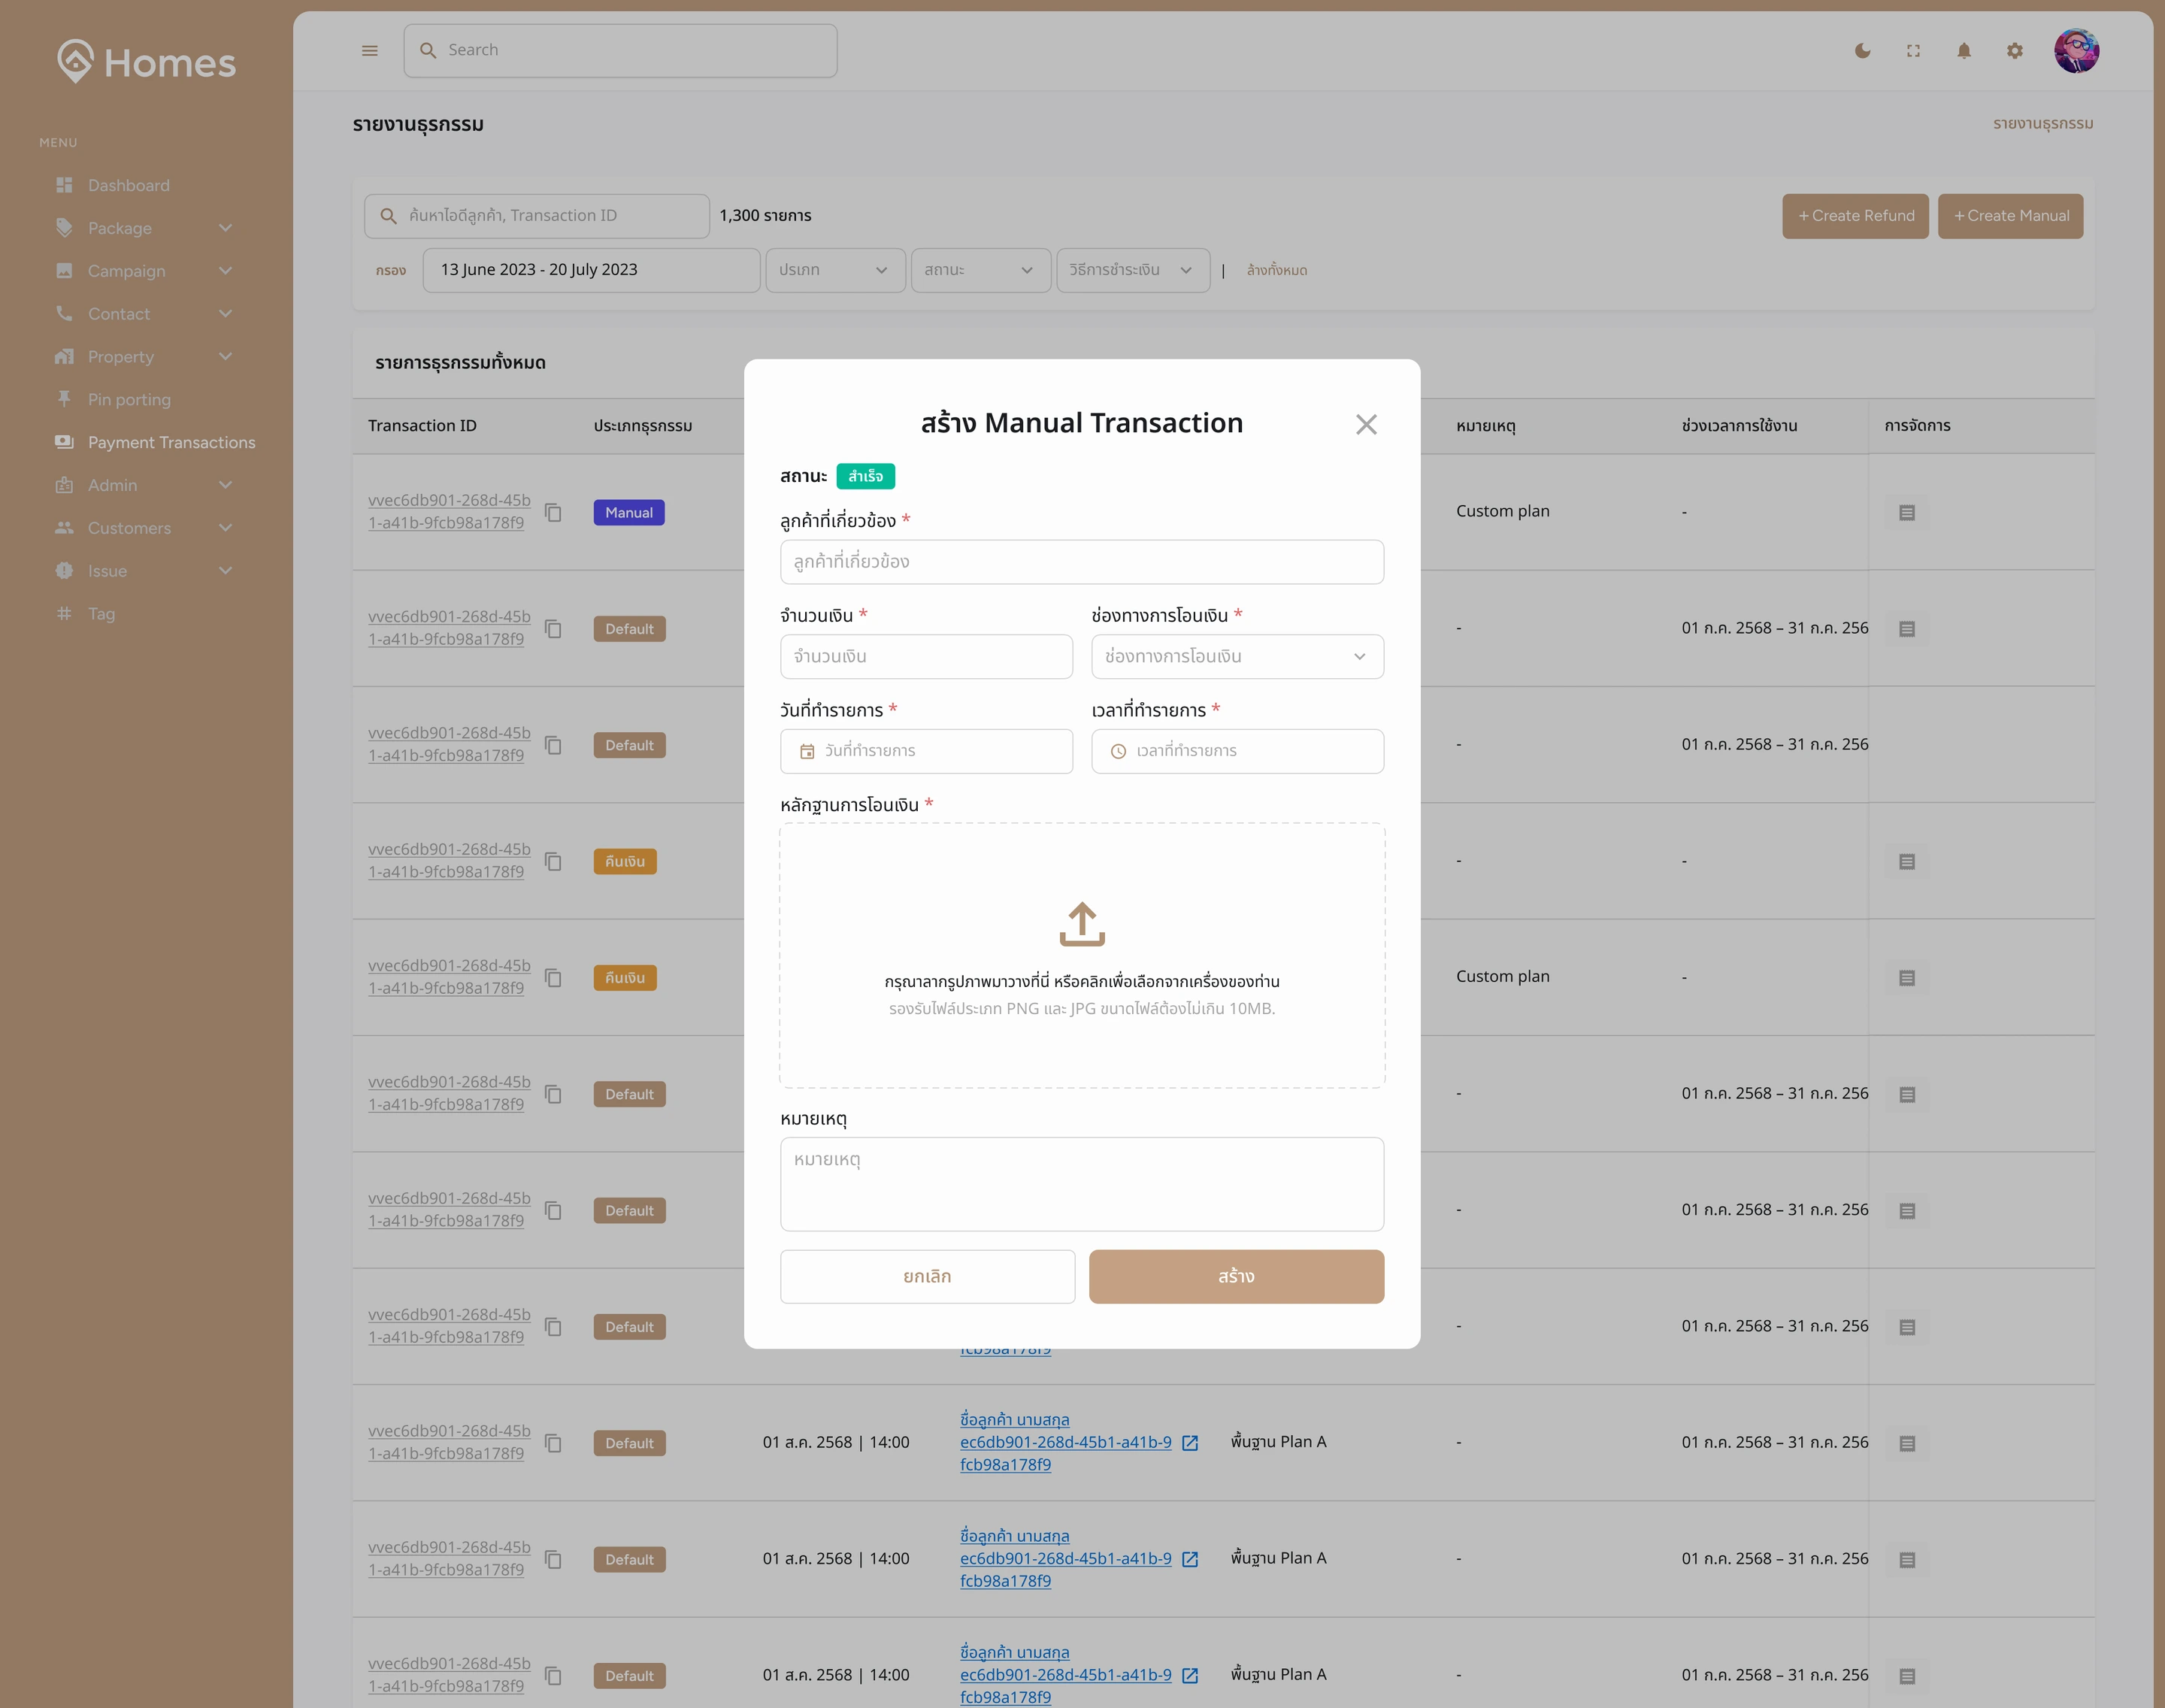 Homes
Search
MENU
Dashboard
Package
Campaign
Contact
Property
Pin porting
Payment Transactions
Admin
Customers
Issue
Tag
รายงานธุรกรรม
รายงานธุรกรรม
ค้นหาไอดีลูกค้า, Transaction ID
1,300 รายการ
+ Create Refund
+ Create Manual
กรอง
13 June 2023 - 20 July 2023
ปรเภท
สถานะ
วิธีการชำระเงิน
|
ล้างทั้งหมด
รายการธุรกรรมทั้งหมด
Transaction ID
ประเภทธุรกรรม
หมายเหตุ
ช่วงเวลาการใช้งาน
การจัดการ
vvec6db901-268d-45b
1-a41b-9fcb98a178f9
Manual
Custom plan
-
vvec6db901-268d-45b
1-a41b-9fcb98a178f9
Default
-
01 ก.ค. 2568 – 31 ก.ค. 256
vvec6db901-268d-45b
1-a41b-9fcb98a178f9
Default
-
01 ก.ค. 2568 – 31 ก.ค. 256
vvec6db901-268d-45b
1-a41b-9fcb98a178f9
คืนเงิน
-
-
vvec6db901-268d-45b
1-a41b-9fcb98a178f9
คืนเงิน
Custom plan
-
vvec6db901-268d-45b
1-a41b-9fcb98a178f9
Default
-
01 ก.ค. 2568 – 31 ก.ค. 256
vvec6db901-268d-45b
1-a41b-9fcb98a178f9
Default
-
01 ก.ค. 2568 – 31 ก.ค. 256
vvec6db901-268d-45b
1-a41b-9fcb98a178f9
Default
fcb98a178f9
-
01 ก.ค. 2568 – 31 ก.ค. 256
vvec6db901-268d-45b
1-a41b-9fcb98a178f9
Default
01 ส.ค. 2568 | 14:00
ชื่อลูกค้า นามสกุล
ec6db901-268d-45b1-a41b-9
fcb98a178f9
พื้นฐาน Plan A
-
01 ก.ค. 2568 – 31 ก.ค. 256
vvec6db901-268d-45b
1-a41b-9fcb98a178f9
Default
01 ส.ค. 2568 | 14:00
ชื่อลูกค้า นามสกุล
ec6db901-268d-45b1-a41b-9
fcb98a178f9
พื้นฐาน Plan A
-
01 ก.ค. 2568 – 31 ก.ค. 256
vvec6db901-268d-45b
1-a41b-9fcb98a178f9
Default
01 ส.ค. 2568 | 14:00
ชื่อลูกค้า นามสกุล
ec6db901-268d-45b1-a41b-9
fcb98a178f9
พื้นฐาน Plan A
-
01 ก.ค. 2568 – 31 ก.ค. 256
สร้าง Manual Transaction
สถานะ สำเร็จ
ลูกค้าที่เกี่ยวข้อง *
ลูกค้าที่เกี่ยวข้อง
จำนวนเงิน *
จำนวนเงิน
ช่องทางการโอนเงิน *
ช่องทางการโอนเงิน
วันที่ทำรายการ *
วันที่ทำรายการ
เวลาที่ทำรายการ *
เวลาที่ทำรายการ
หลักฐานการโอนเงิน *
กรุณาลากรูปภาพมาวางที่นี่ หรือคลิกเพื่อเลือกจากเครื่องของท่าน
รองรับไฟล์ประเภท PNG และ JPG ขนาดไฟล์ต้องไม่เกิน 10MB.
หมายเหตุ
หมายเหตุ
ยกเลิก
สร้าง